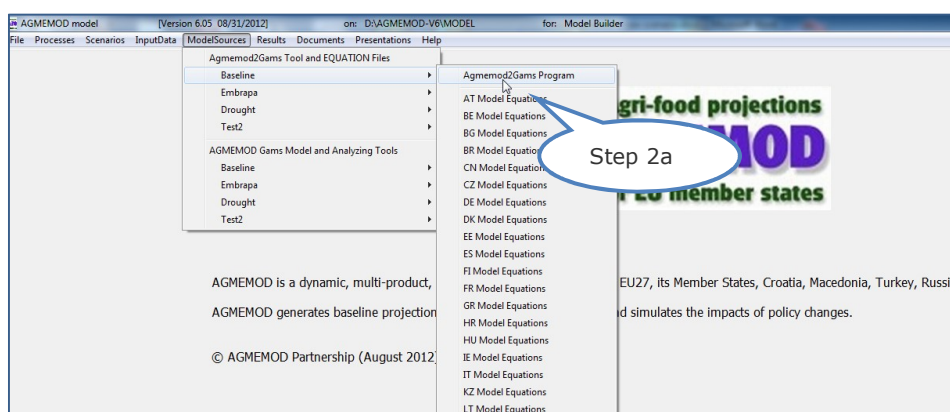 AGMEMOD model [Version 6.05 08/31/2012] on: D:\AGMEMOD-V6\MODEL for: Model Builder
File Processes Scenarios InputData ModelSources Results Documents Presentations Help
Agmemod2Gams Tool and EQUATION Files
Baseline
Embrapa
Drought
Test2
AGMEMOD Gams Model and Analyzing Tools
Baseline
Embrapa
Drought
Test2
Agmemod2Gams Program
AT Model Equations
BE Model Equations
BG Model Equations
BR Model Equations
CN Model Equation
CZ Model Equations
DE Model Equations
DK Model Equations
EE Model Equations
ES Model Equations
FI Model Equations
FR Model Equations
GR Model Equations
HR Model Equations
HU Model Equations
IE Model Equations
IT Model Equations
KZ Model Equations
LT Model Equations
Step 2a
gri-food projections
MOD
EU member states
AGMEMOD is a dynamic, multi-product, EU27, its Member States, Croatia, Macedonia, Turkey, Russi
AGMEMOD generates baseline projection d simulates the impacts of policy changes.
© AGMEMOD Partnership (August 2012)